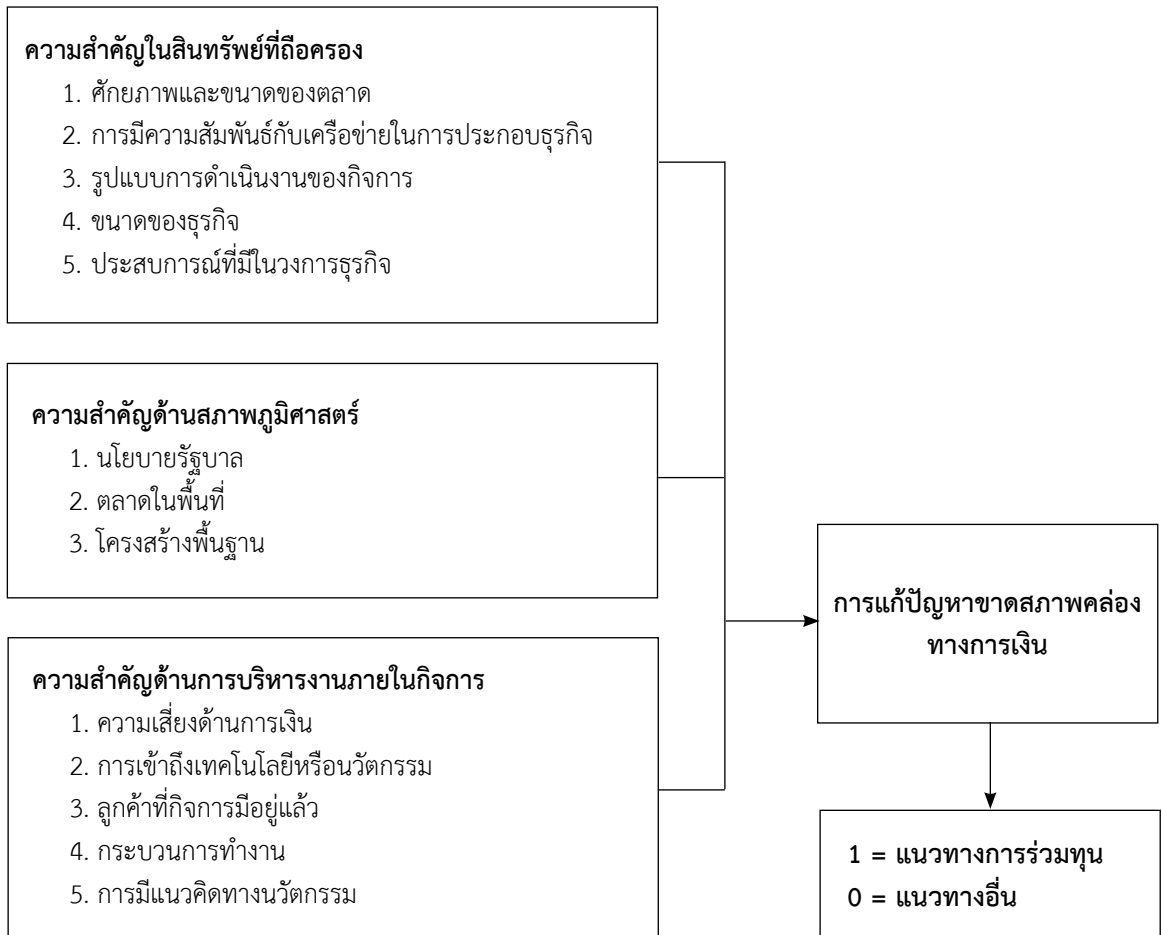 ความสำคัญในสินทรัพย์ที่ถือครอง
1. ศักยภาพและขนาดของตลาด
2. การมีความสัมพันธ์กับเครือข่ายในการประกอบธุรกิจ
3. รูปแบบการดำเนินงานของกิจการ
4. ขนาดของธุรกิจ
5. ประสบการณ์ที่มีในวงการธุรกิจ
ความสำคัญด้านสภาพภูมิศาสตร์
1. นโยบายรัฐบาล
2. ตลาดในพื้นที่
3. โครงสร้างพื้นฐาน
ความสำคัญด้านการบริหารงานภายในกิจการ
1. ความเสี่ยงด้านการเงิน
2. การเข้าถึงเทคโนโลยีหรือนวัตกรรม
3. ลูกค้าที่กิจการมีอยู่แล้ว
4. กระบวนการทำงาน
5. การมีแนวคิดทางนวัตกรรม
การแก้ปัญหาขาดสภาพคล่อง
ทางการเงิน
1 = แนวทางการร่วมทุน
0 = แนวทางอื่น